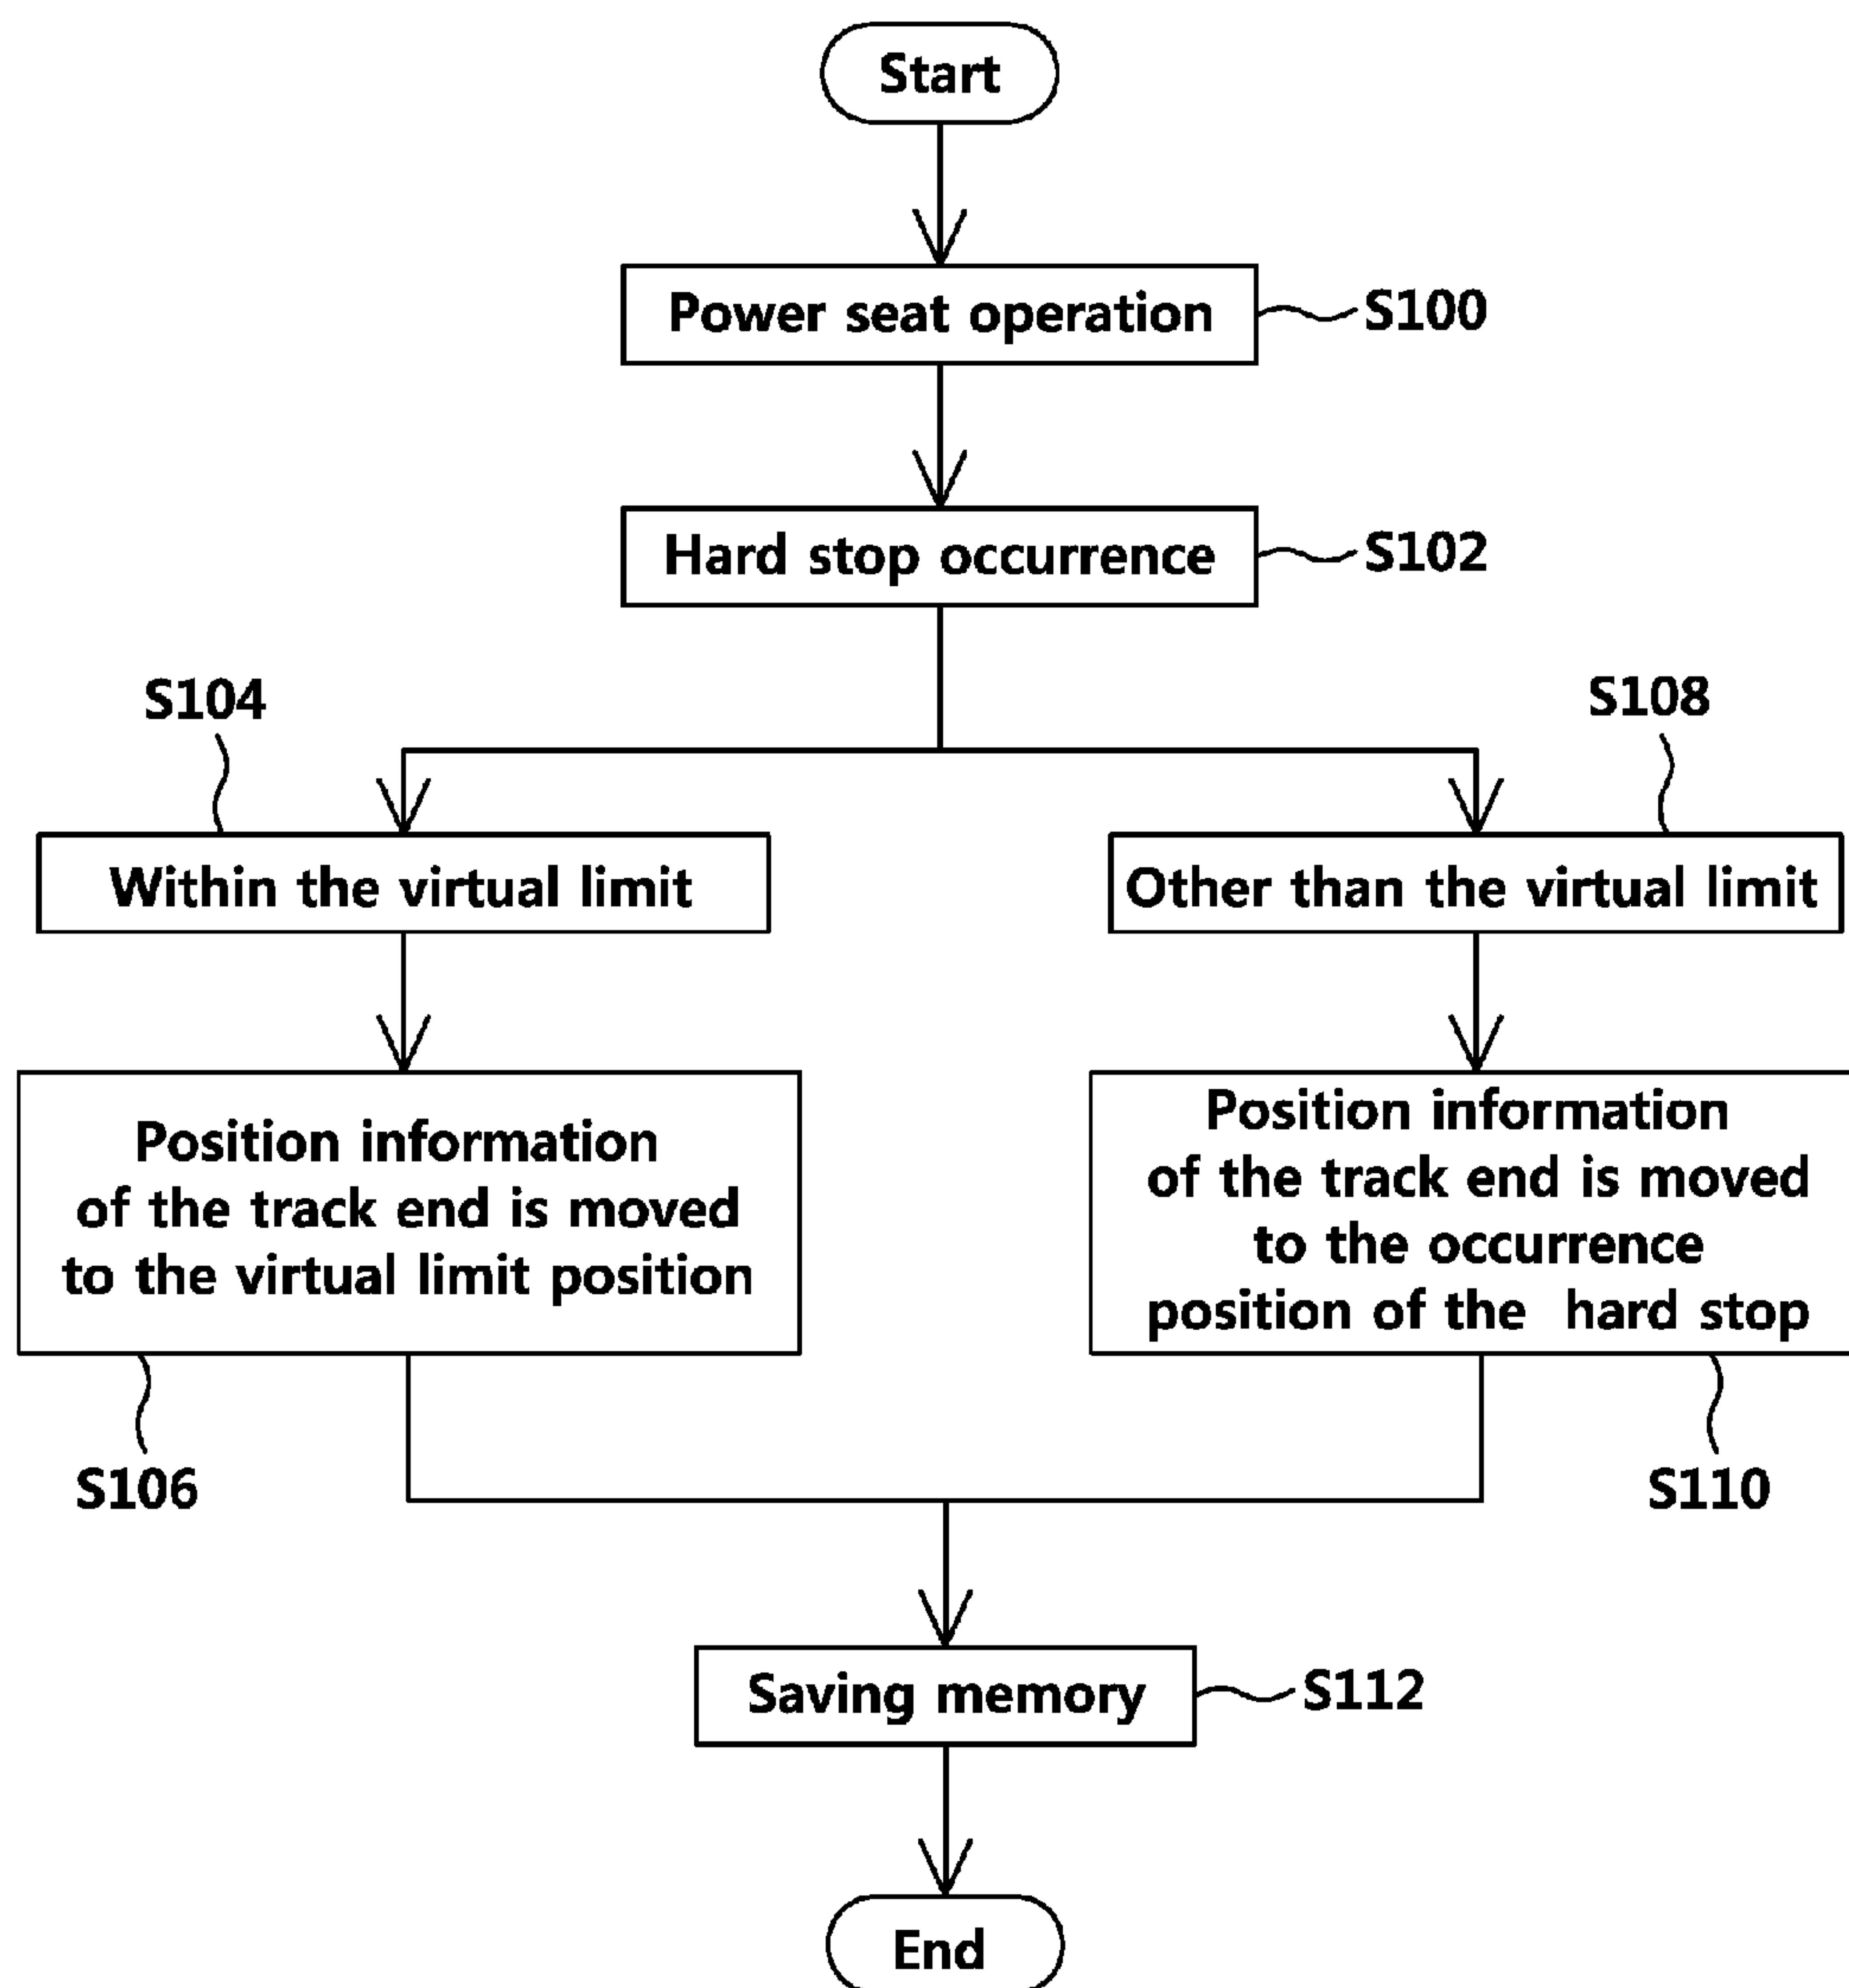 Start
Power seat operation
S100
Hard stop occurrence
S102
S104
S108
Within the virtual limit
Other than the virtual limit
Position information
of the track end is moved
to the virtual limit position
Position information
of the track end is moved
to the occurrence
position of the hard stop
S106
S110
Saving memory
S112
End